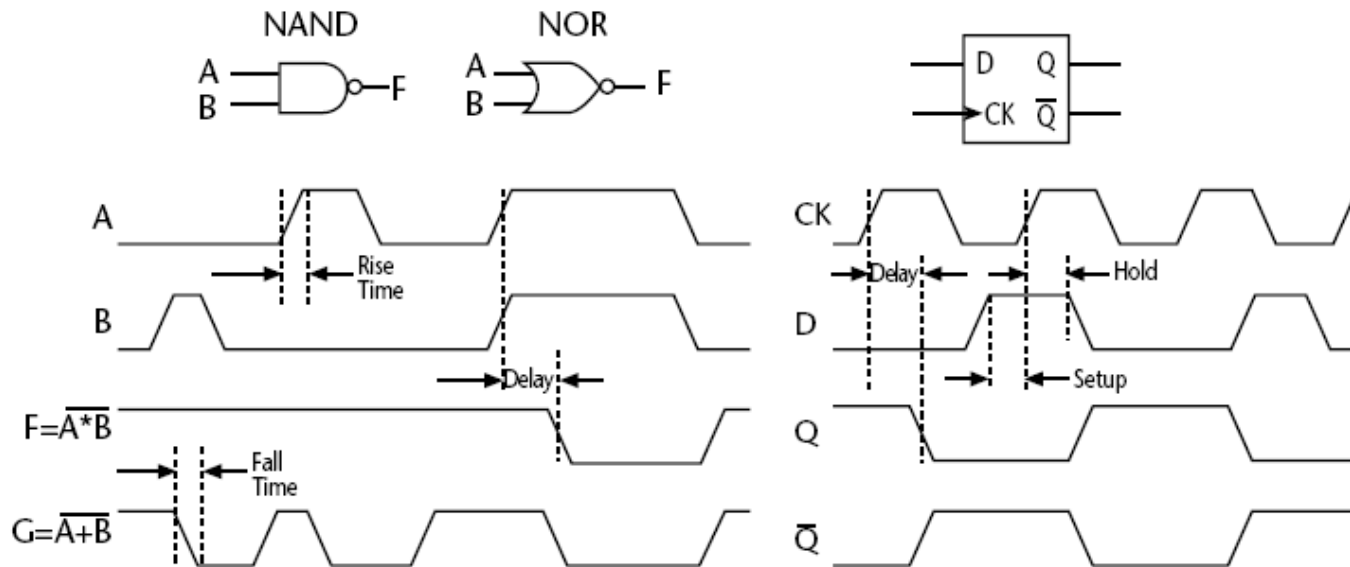 NAND
NOR
A
B
F
A
B
F
D Q
CK Q̅
A
Rise
Time
B
Delay
F=A̅*̅B̅
Fall
Time
G=A̅+̅B̅
CK
Delay
Hold
D
Setup
Q
Q̅